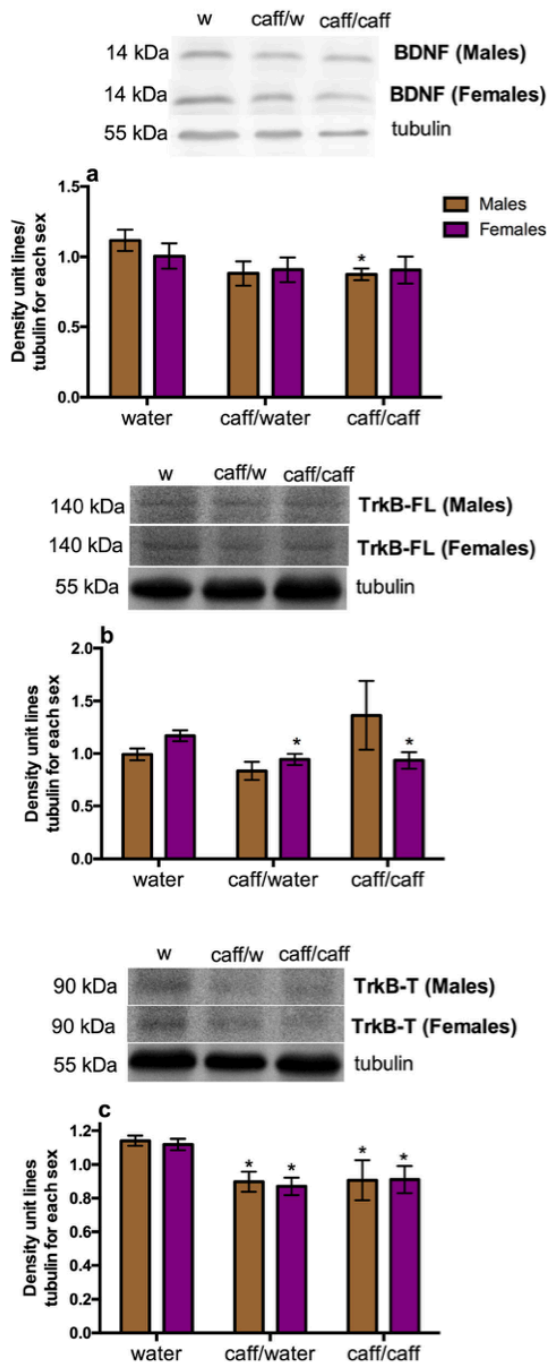 w caff/w caff/caff
14 kDa BDNF (Males)
14 kDa BDNF (Females)
55 kDa tubulin
a
Density unit lines/
tubulin for each sex
1.5
1.0
0.5
0.0
* 
Males
Females
water caff/water caff/caff
w caff/w caff/caff
140 kDa TrkB-FL (Males)
140 kDa TrkB-FL (Females)
55 kDa tubulin
b
Density unit lines
tubulin for each sex
2.0
1.5
1.0
0.5
0.0
* *
water caff/water caff/caff
w caff/w caff/caff
90 kDa TrkB-T (Males)
90 kDa TrkB-T (Females)
55 kDa tubulin
c
Density unit lines
tubulin for each sex
1.2
1.0
0.8
0.6
0.4
0.2
0.0
* * * *
water caff/water caff/caff